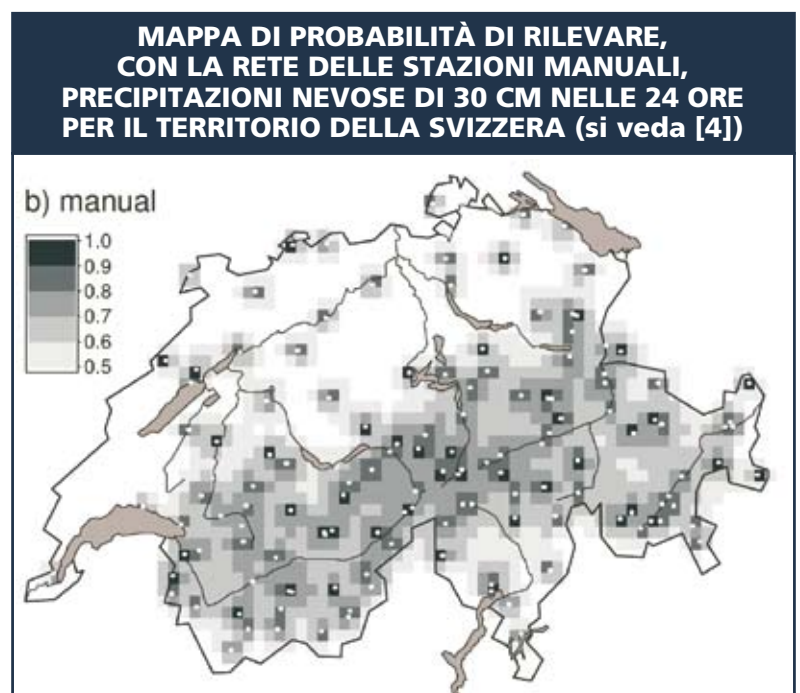 MAPPA DI PROBABILITÀ DI RILEVARE,
CON LA RETE DELLE STAZIONI MANUALI,
PRECIPITAZIONI NEVOSE DI 30 CM NELLE 24 ORE
PER IL TERRITORIO DELLA SVIZZERA (si veda [4])
b) manual
1.0
0.9
0.8
0.7
0.6
0.5